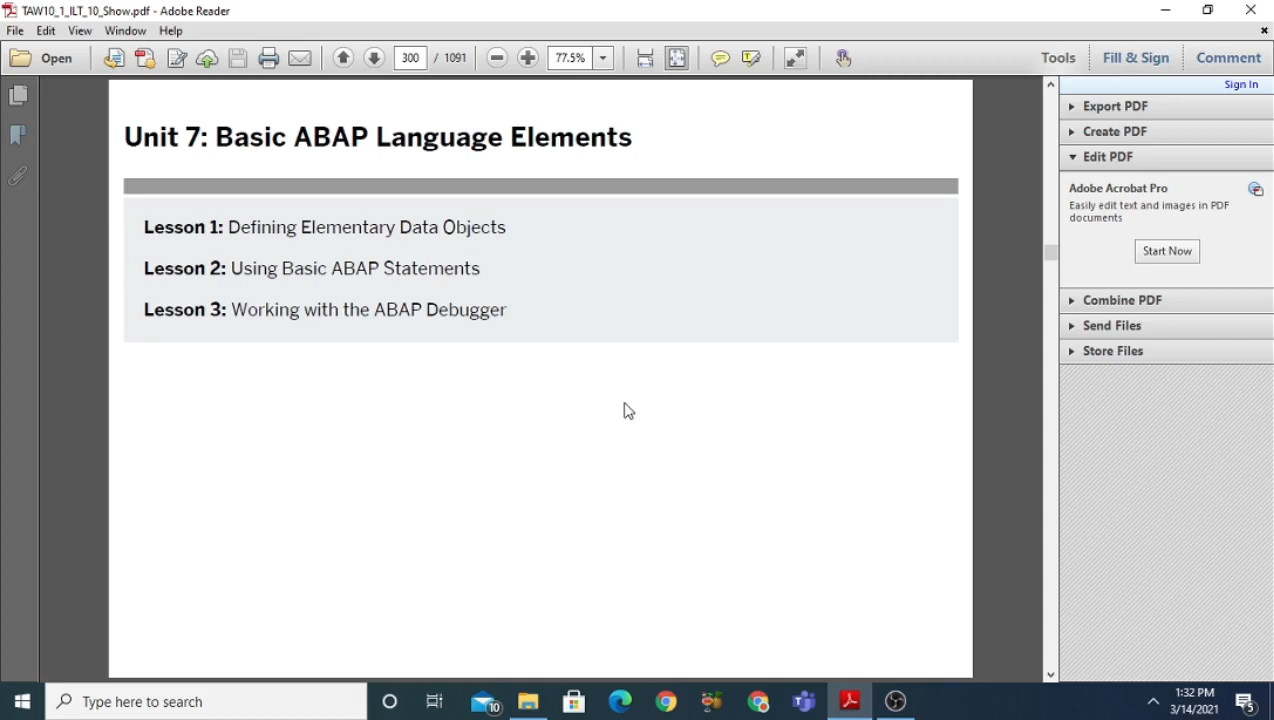 TAW10_1_ILT_10_Show.pdf - Adobe Reader
File Edit View Window Help
Open 300 / 1091 77.5% Tools Fill & Sign Comment
Sign In
Unit 7: Basic ABAP Language Elements
Lesson 1: Defining Elementary Data Objects
Lesson 2: Using Basic ABAP Statements
Lesson 3: Working with the ABAP Debugger
Export PDF
Create PDF
Edit PDF
Adobe Acrobat Pro
Easily edit text and images in PDF
documents
Start Now
Combine PDF
Send Files
Store Files
Type here to search
10
1:32 PM
3/14/2021
5